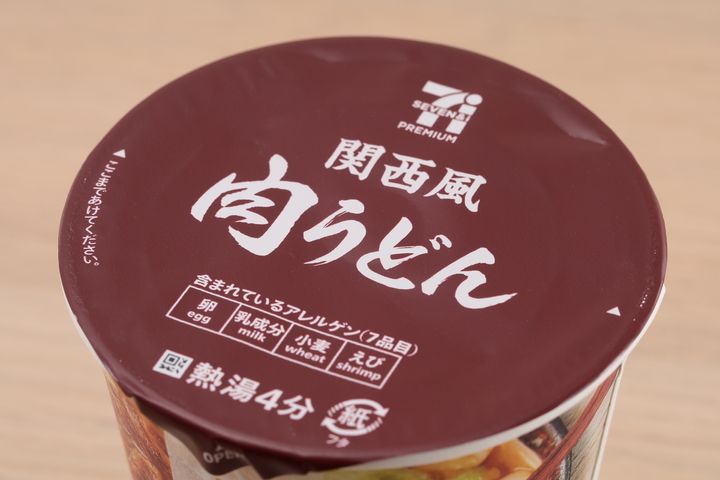 SEVEN&i
PREMIUM
関西風
肉うどん
ここまであけてください。
含まれているアレルゲン(7品目)
卵 乳成分 小麦 えび
egg milk wheat shrimp
熱湯4分
紙
フタ
OPEN